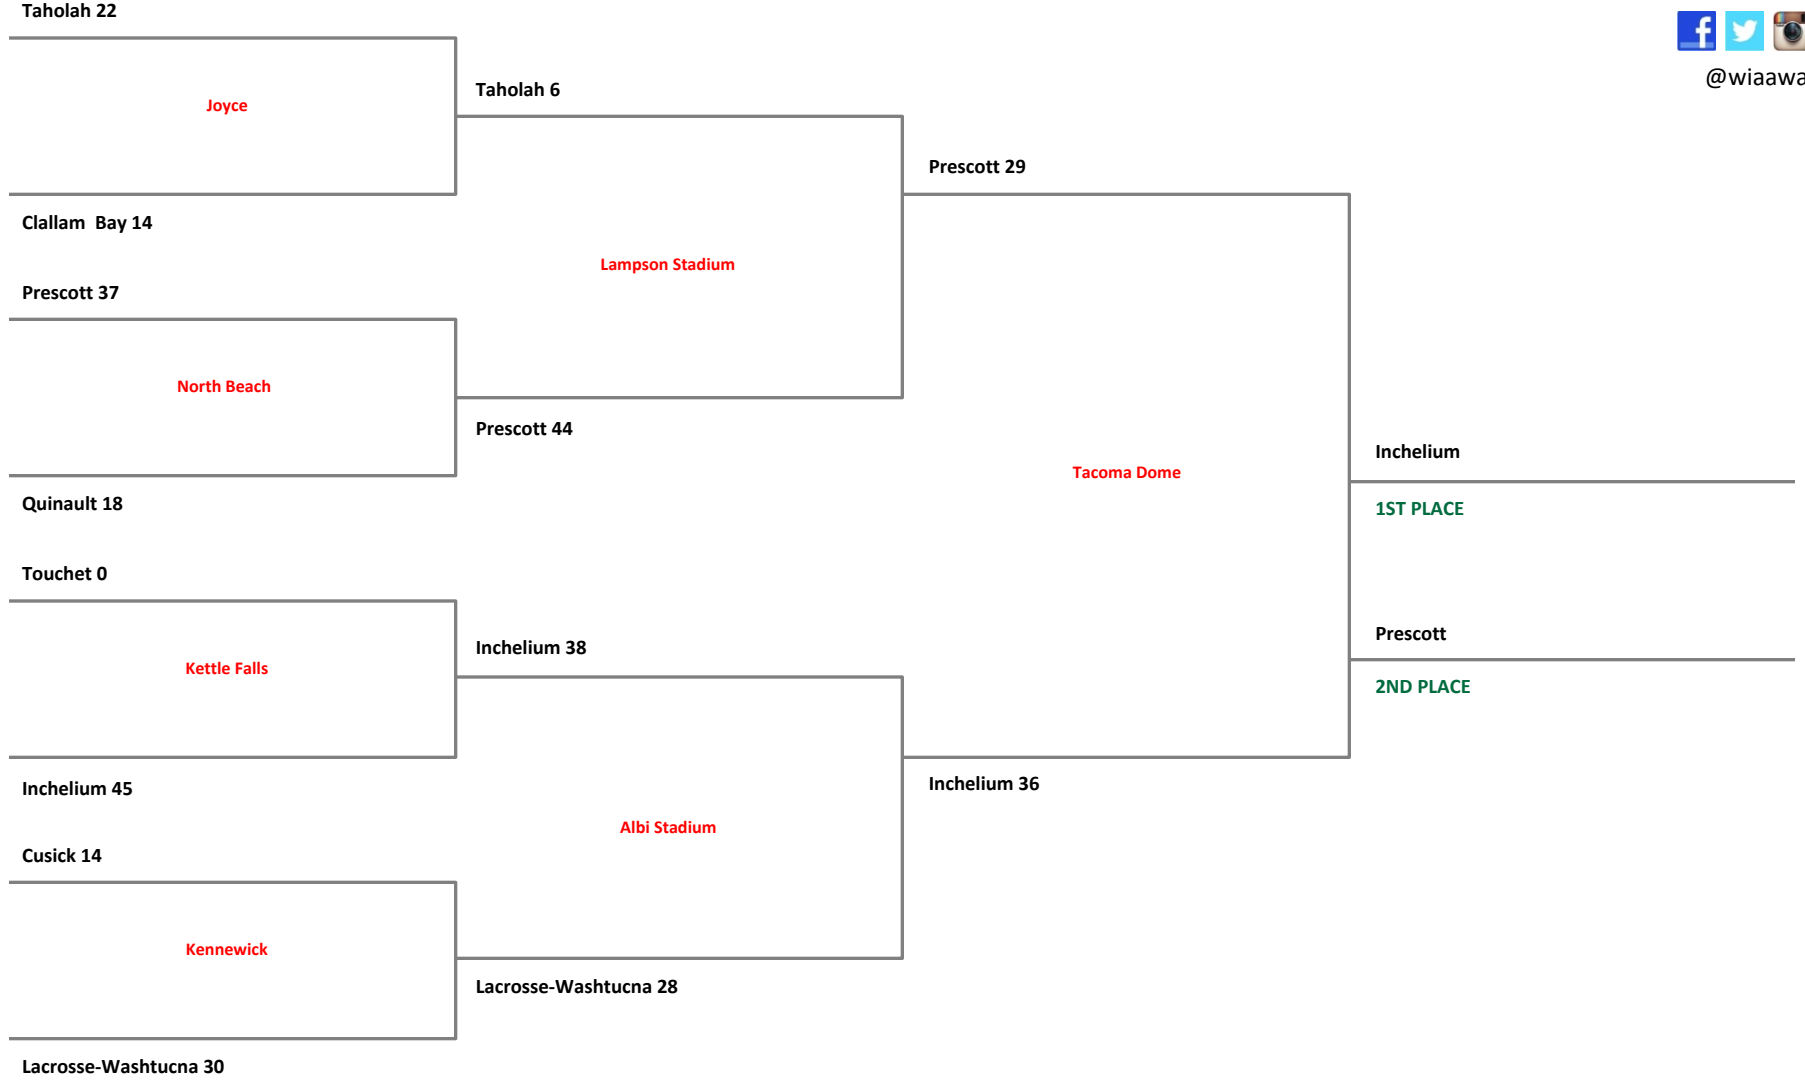 Taholah 22
@wiaawa
Taholah 6
Joyce
Prescott 29
Clallam  Bay 14
Lampson Stadium
Prescott 37
North Beach
Prescott 44
Inchelium
Tacoma Dome
Quinault 18
1ST PLACE
Touchet 0
Prescott
Inchelium 38
Kettle Falls
2ND PLACE
Inchelium 45
Inchelium 36
Albi Stadium
Cusick 14
Kennewick
Lacrosse-Washtucna 28
Lacrosse-Washtucna 30